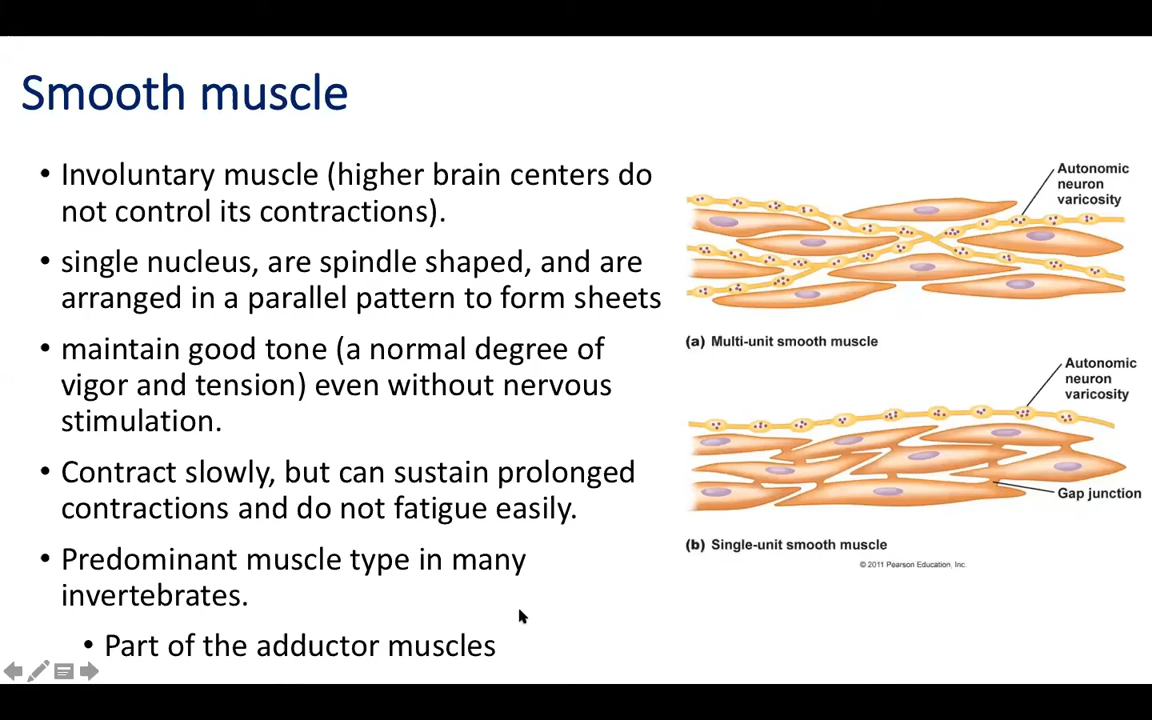 Smooth muscle
• Involuntary muscle (higher brain centers do
not control its contractions).
• single nucleus, are spindle shaped, and are
arranged in a parallel pattern to form sheets
• maintain good tone (a normal degree of
vigor and tension) even without nervous
stimulation.
• Contract slowly, but can sustain prolonged
contractions and do not fatigue easily.
• Predominant muscle type in many
invertebrates.
• Part of the adductor muscles
Autonomic
neuron
varicosity
(a) Multi-unit smooth muscle
Autonomic
neuron
varicosity
Gap junction
(b) Single-unit smooth muscle
© 2011 Pearson Education, Inc.